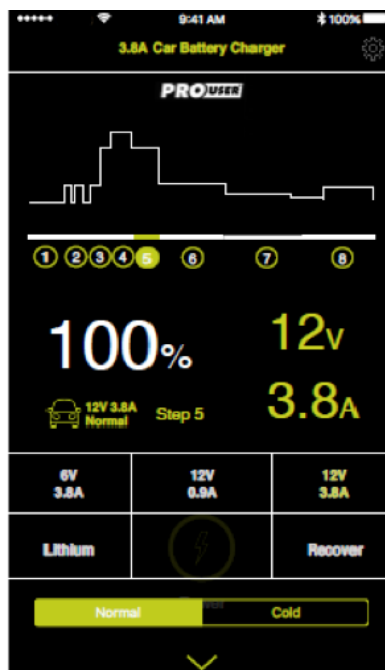 9:41 AM
100%
3.8A Car Battery Charger
PRO USER
1 2 3 4 5 6 7 8
100%
12V
12V 3.8A
Normal
Step 5
3.8A
6V
3.8A
12V
0.9A
12V
3.8A
Lithium
Recover
Normal
Cold